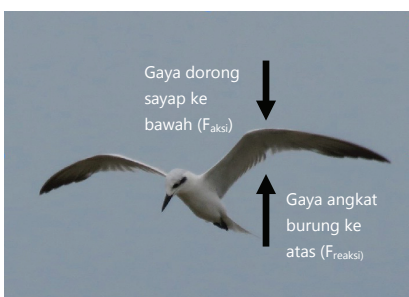 Gaya dorong
sayap ke
bawah (Faksi)
Gaya angkat
burung ke
atas (Freaksi)